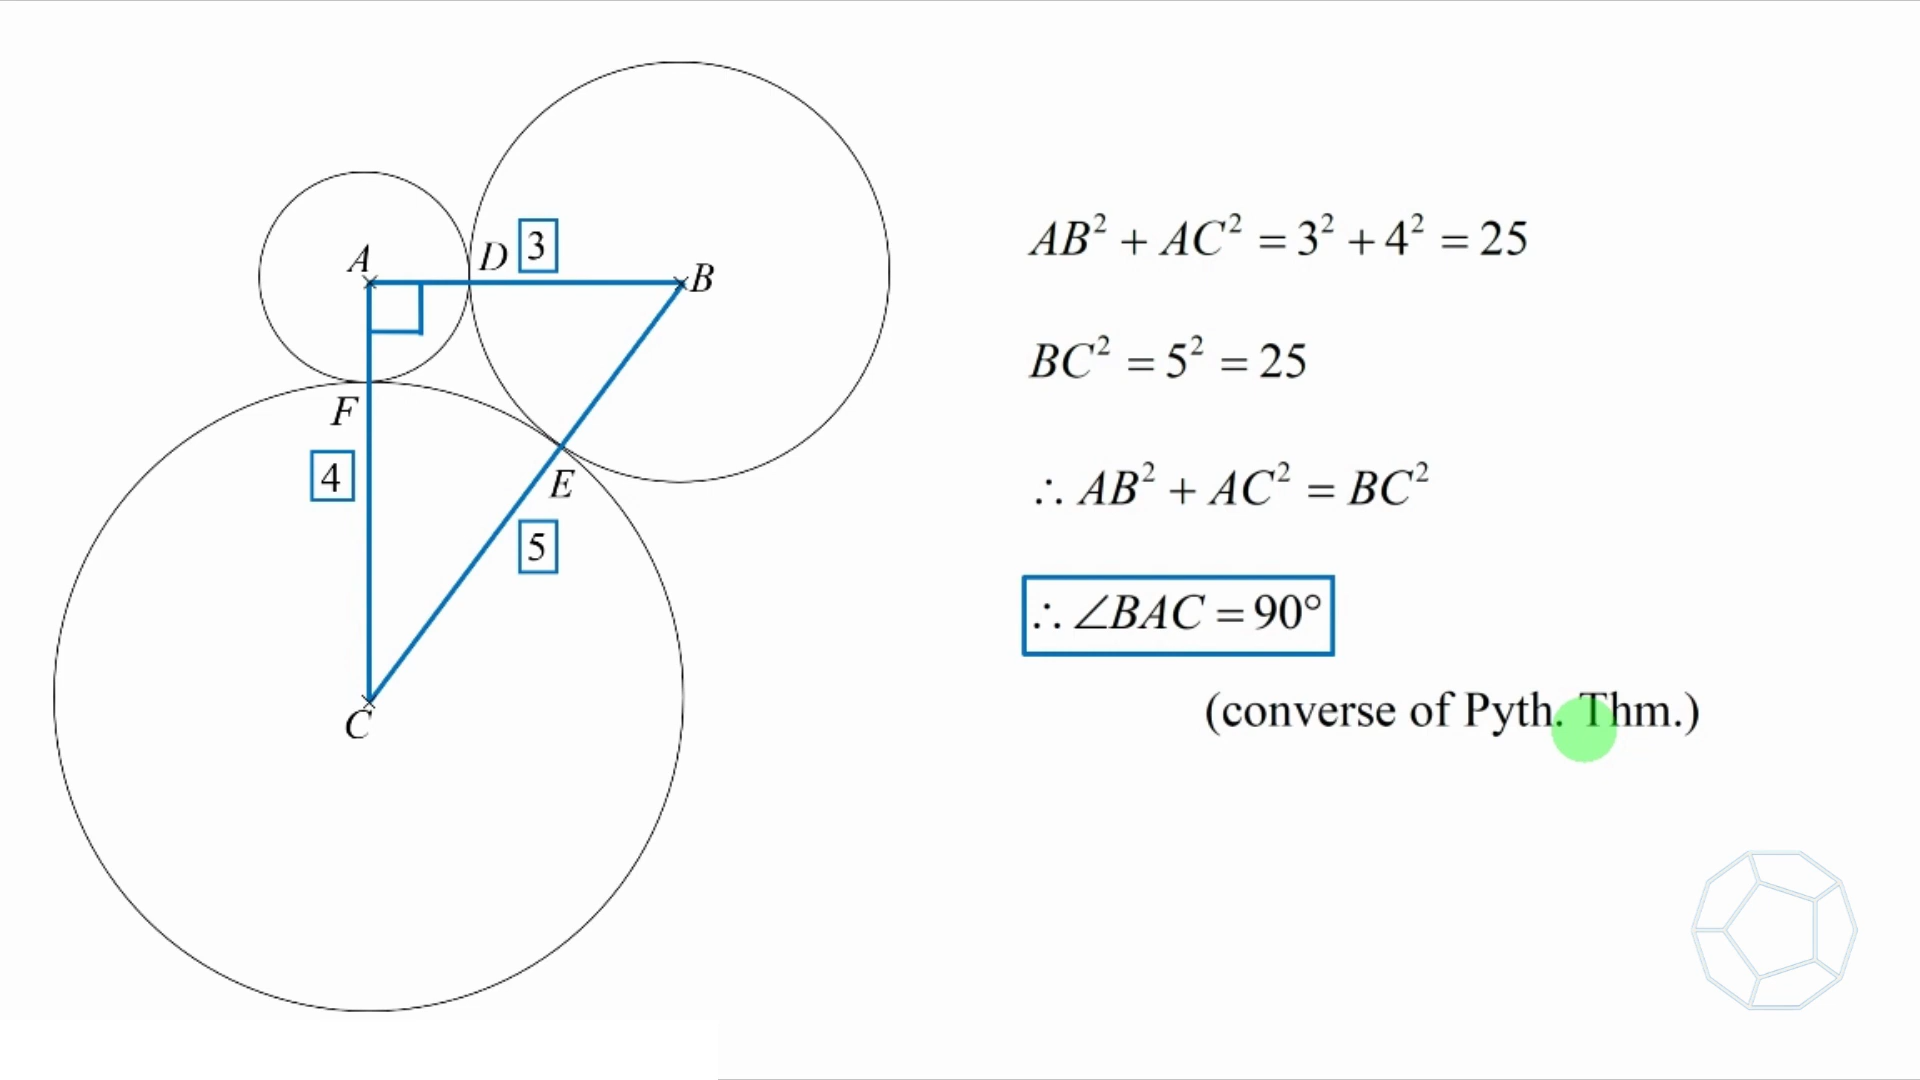 A
D
3
B
F
4
E
5
C
AB² + AC² = 3² + 4² = 25
BC² = 5² = 25
∴ AB² + AC² = BC²
∴ ∠BAC = 90°
(converse of Pyth. Thm.)